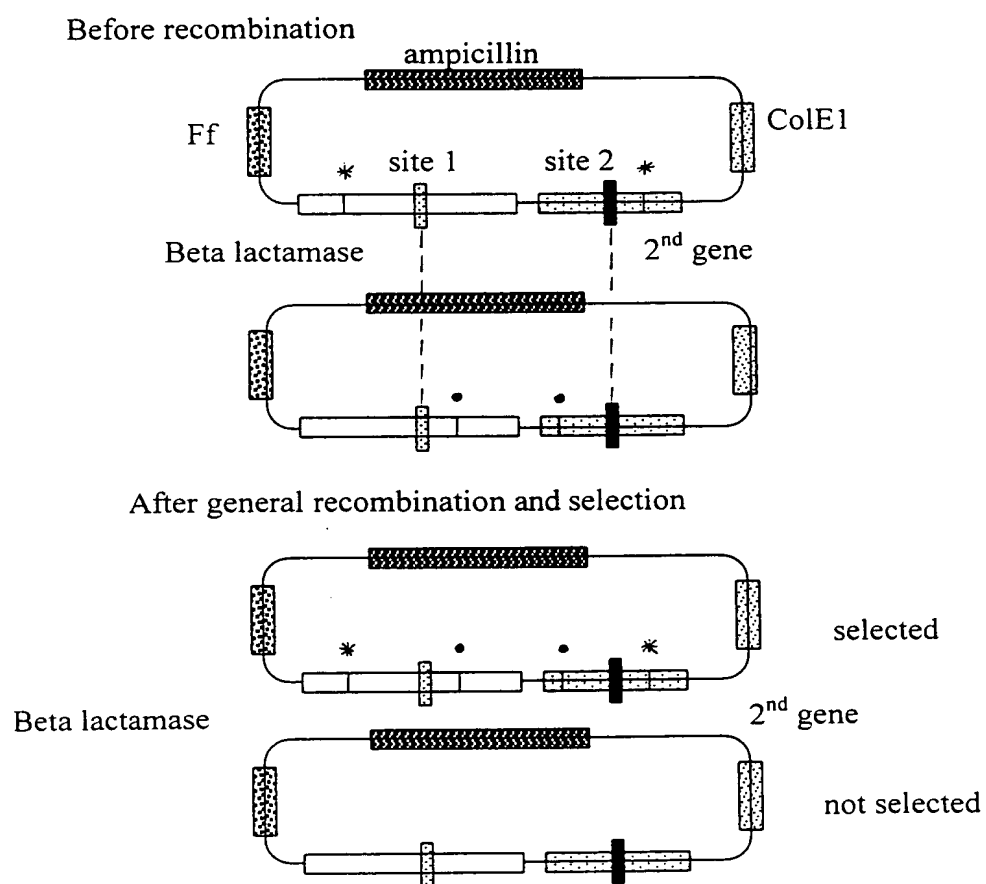 Before recombination
ampicillin
Ff
ColE1
* site 1 site 2 *
Beta lactamase 2nd gene
After general recombination and selection
* *
selected
Beta lactamase 2nd gene
not selected